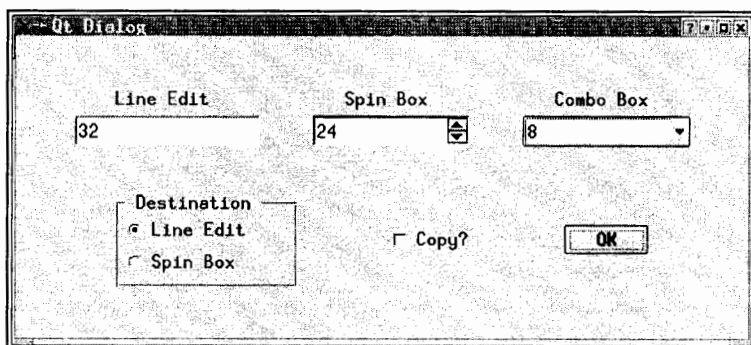 Qt Dialog
Line Edit Spin Box Combo Box
32 24 8
Destination
Line Edit
Spin Box
Copy?
OK